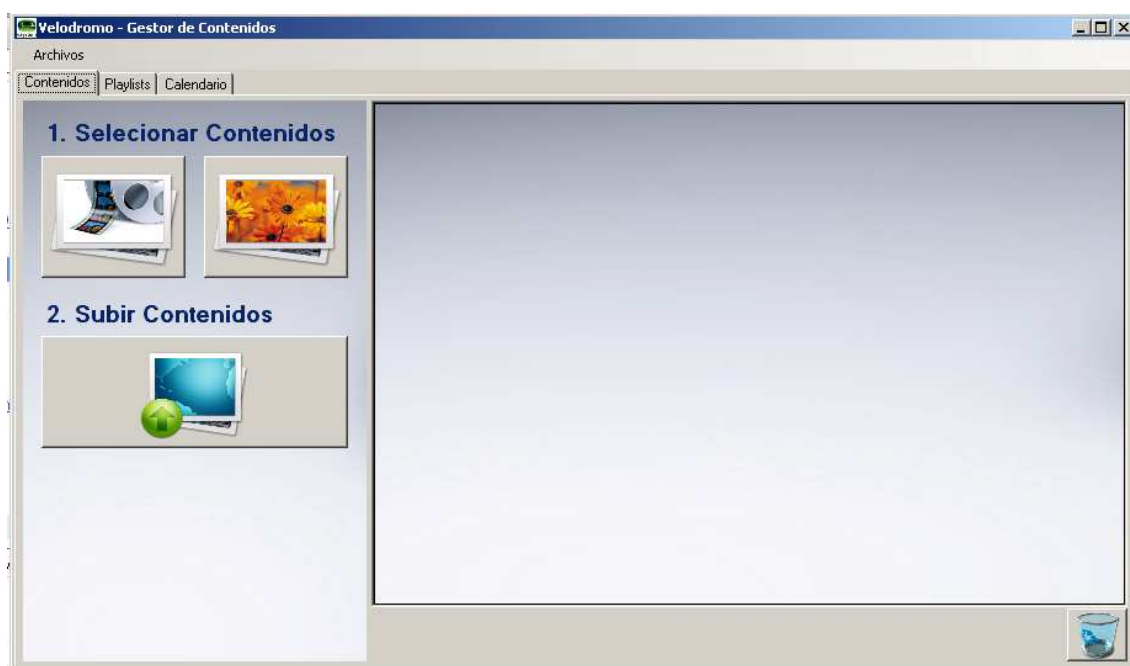 Velodromo - Gestor de Contenidos
Archivos
Contenidos Playlists Calendario
1. Selecionar Contenidos
2. Subir Contenidos